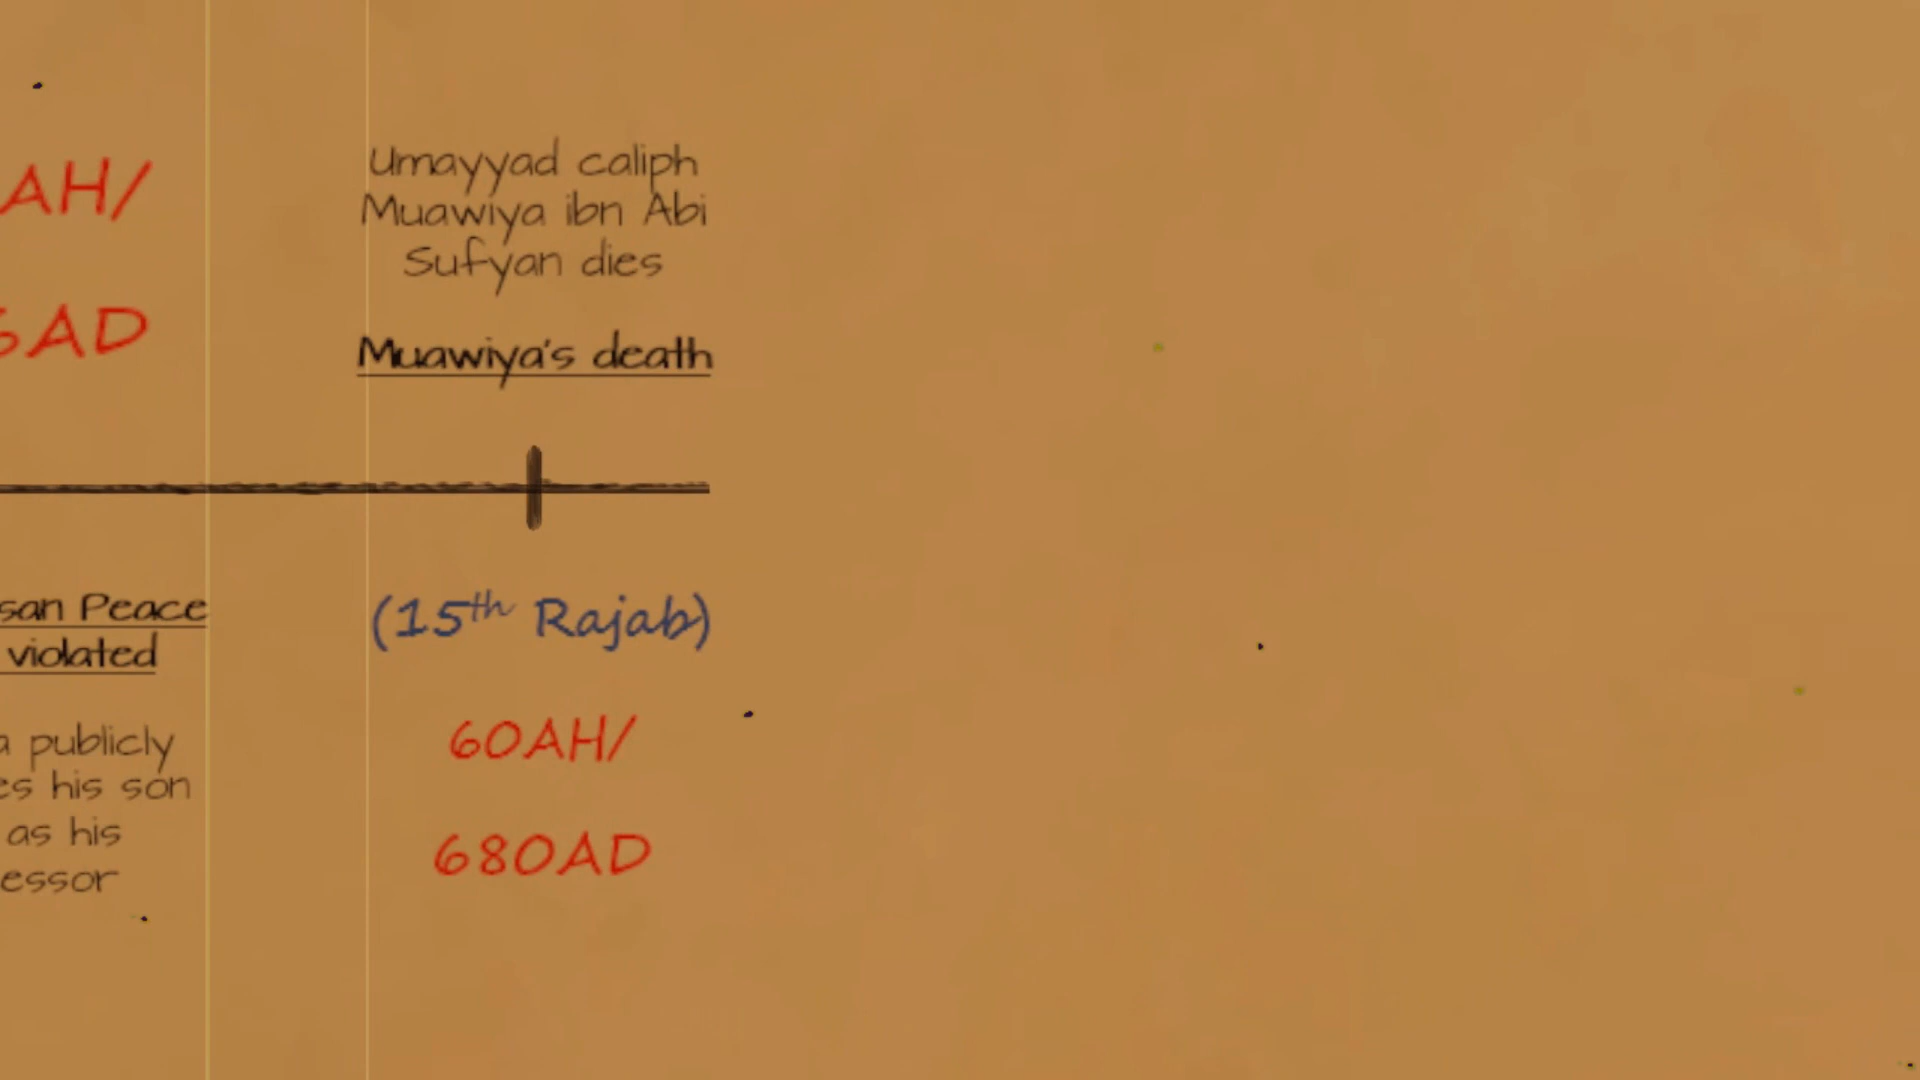 AH/
AD
san Peace
violated
a publicly
es his son
as his
essor
Umayyad caliph
Muawiya ibn Abi
Sufyan dies
Muawiya's death
(15th Rajab)
60AH/
680AD